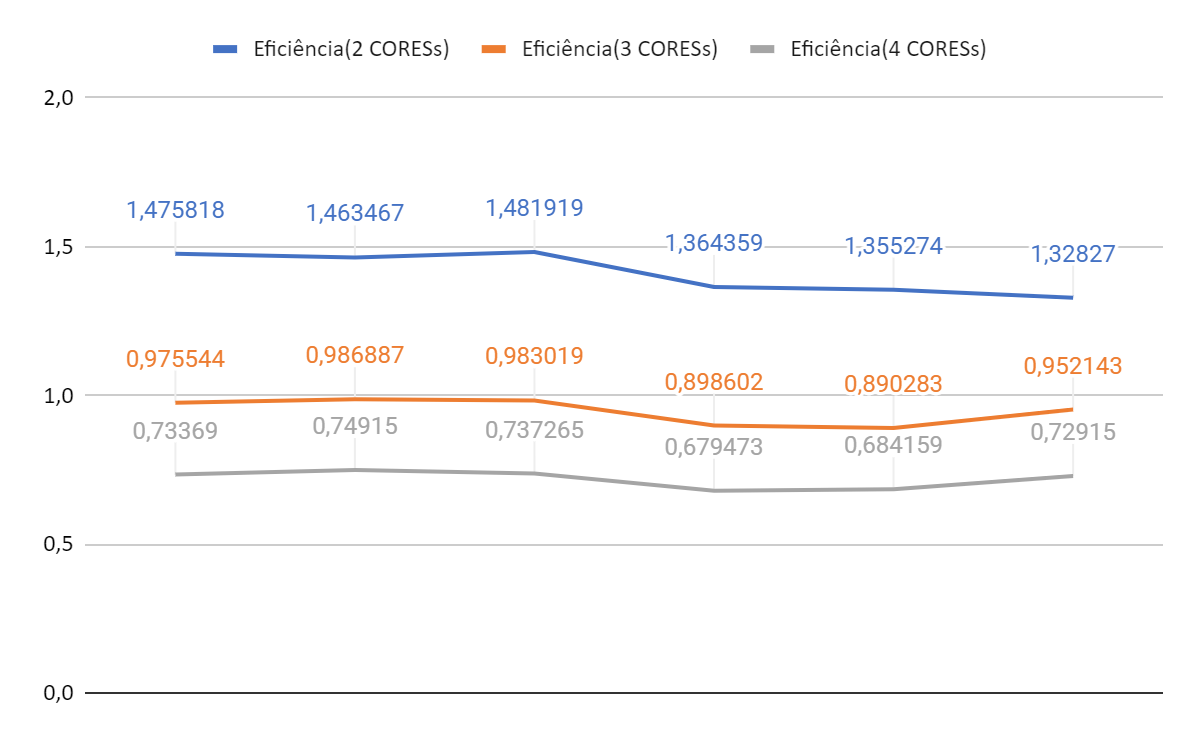 Eficiência(2 CORESs) Eficiência(3 CORESs) Eficiência(4 CORESs)
2,0
1,475818 1,463467 1,481919 1,364359 1,355274 1,32827
1,5
0,975544 0,986887 0,983019 0,898602 0,890283 0,952143
1,0
0,73369 0,74915 0,737265 0,679473 0,684159 0,72915
0,5
0,0